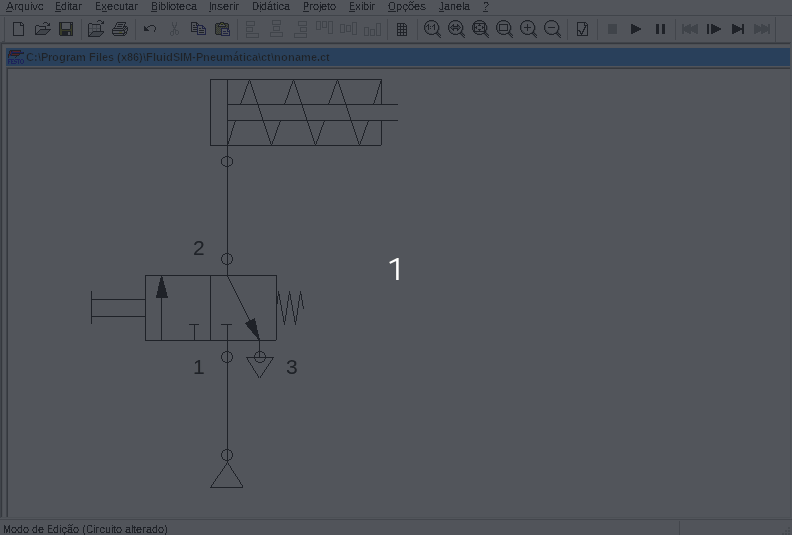 Arquivo Editar Executar Biblioteca Inserir Didática Projeto Exibir Opções Janela ?
C:\Program Files (x86)\FluidSIM-Pneumática\ct\noname.ct
2
1
1
3
Modo de Edição (Circuito alterado)